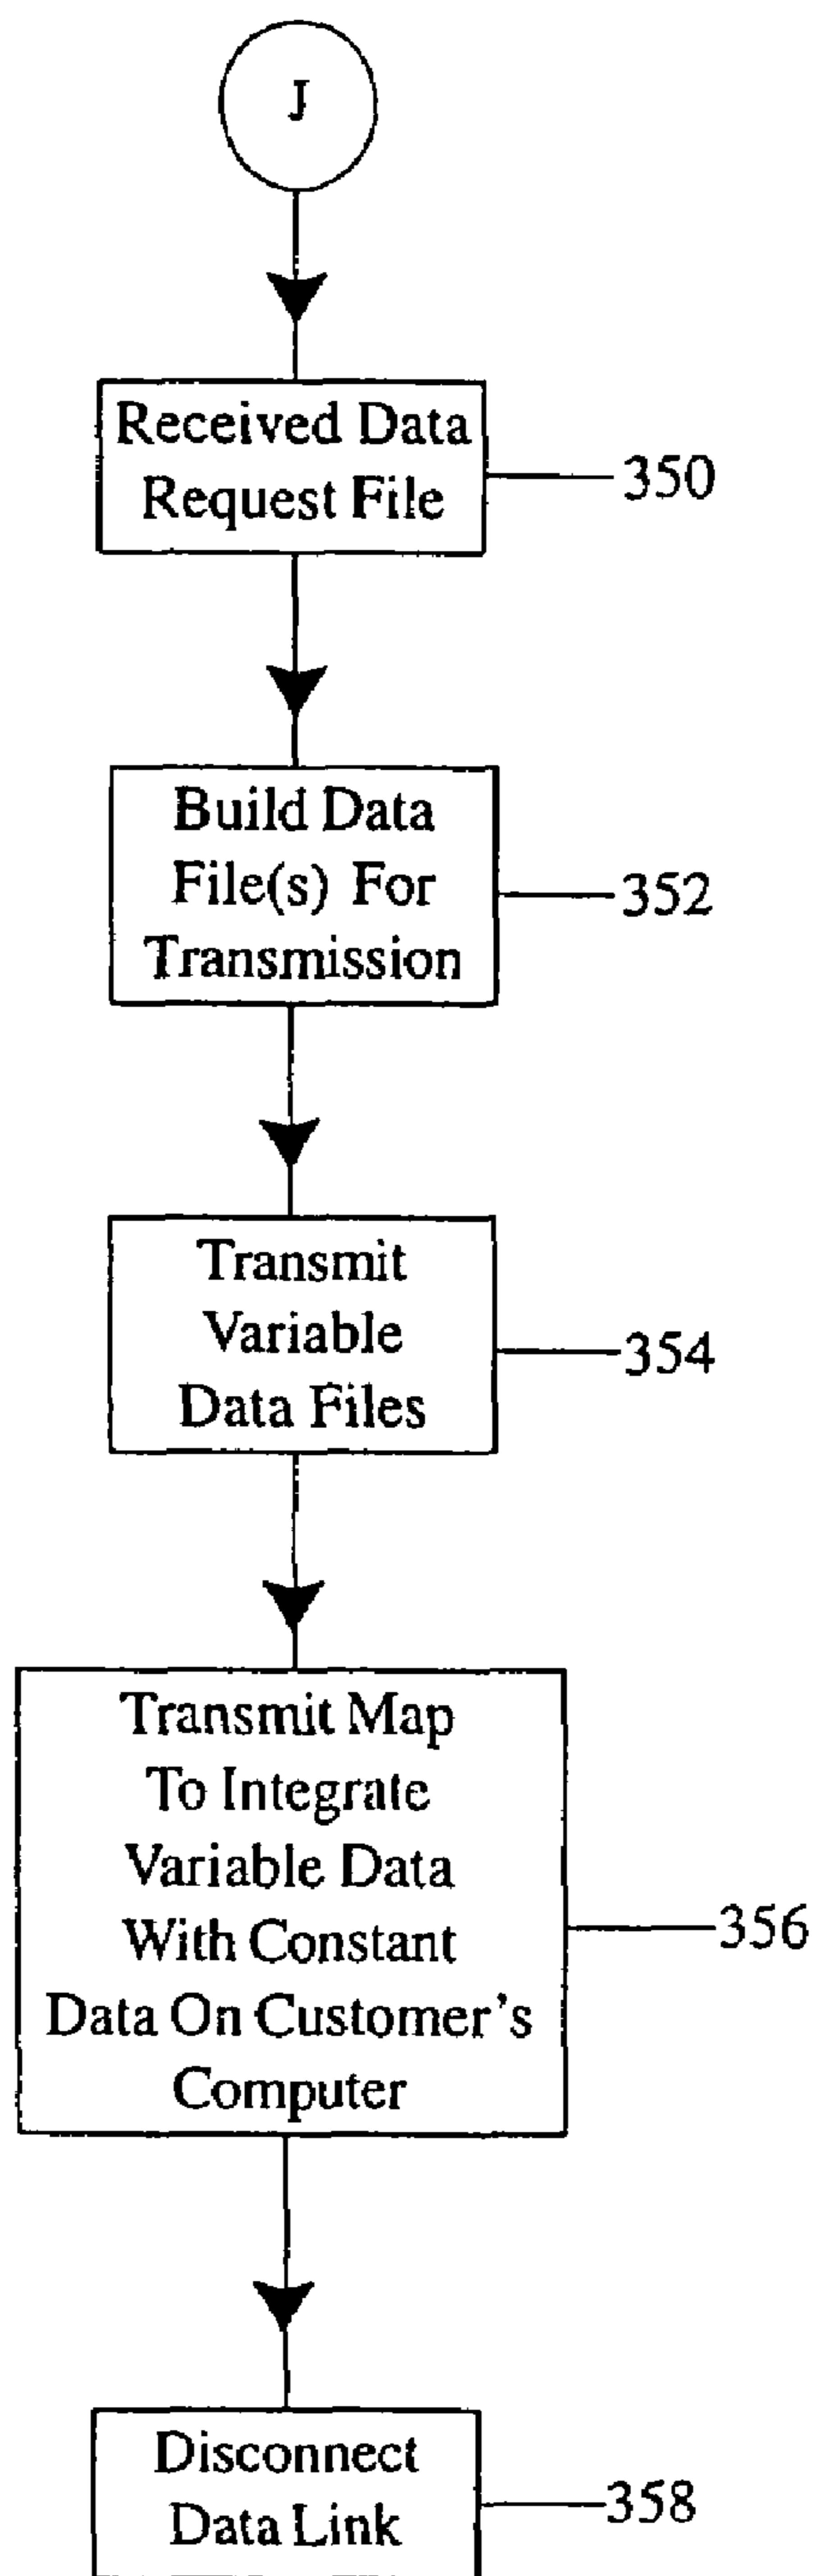 J
Received Data
Request File
350
Build Data
File(s) For
Transmission
352
Transmit
Variable
Data Files
354
Transmit Map
To Integrate
Variable Data
With Constant
Data On Customer's
Computer
356
Disconnect
Data Link
358